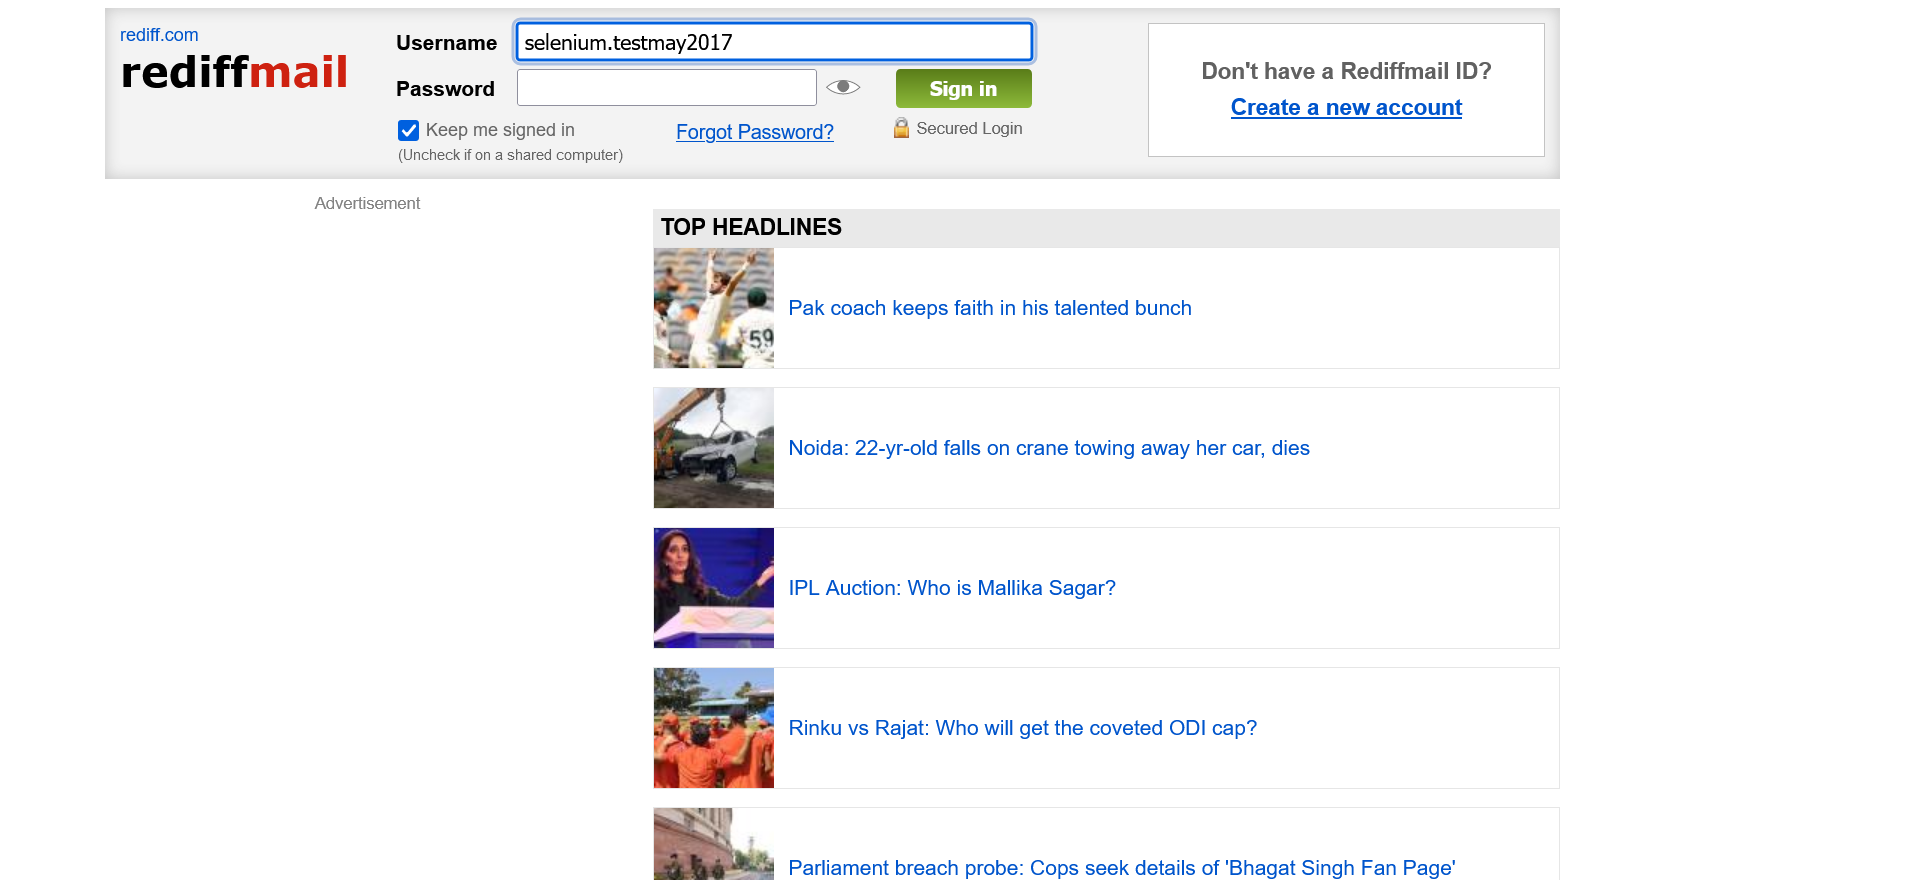 rediff.com
rediffmail
Username
selenium.testmay2017
Password
Sign in
Keep me signed in
Forgot Password?
Secured Login
(Uncheck if on a shared computer)
Don't have a Rediffmail ID?
Create a new account
Advertisement
TOP HEADLINES
59
Pak coach keeps faith in his talented bunch
Noida: 22-yr-old falls on crane towing away her car, dies
IPL Auction: Who is Mallika Sagar?
Rinku vs Rajat: Who will get the coveted ODI cap?
Parliament breach probe: Cops seek details of 'Bhagat Singh Fan Page'